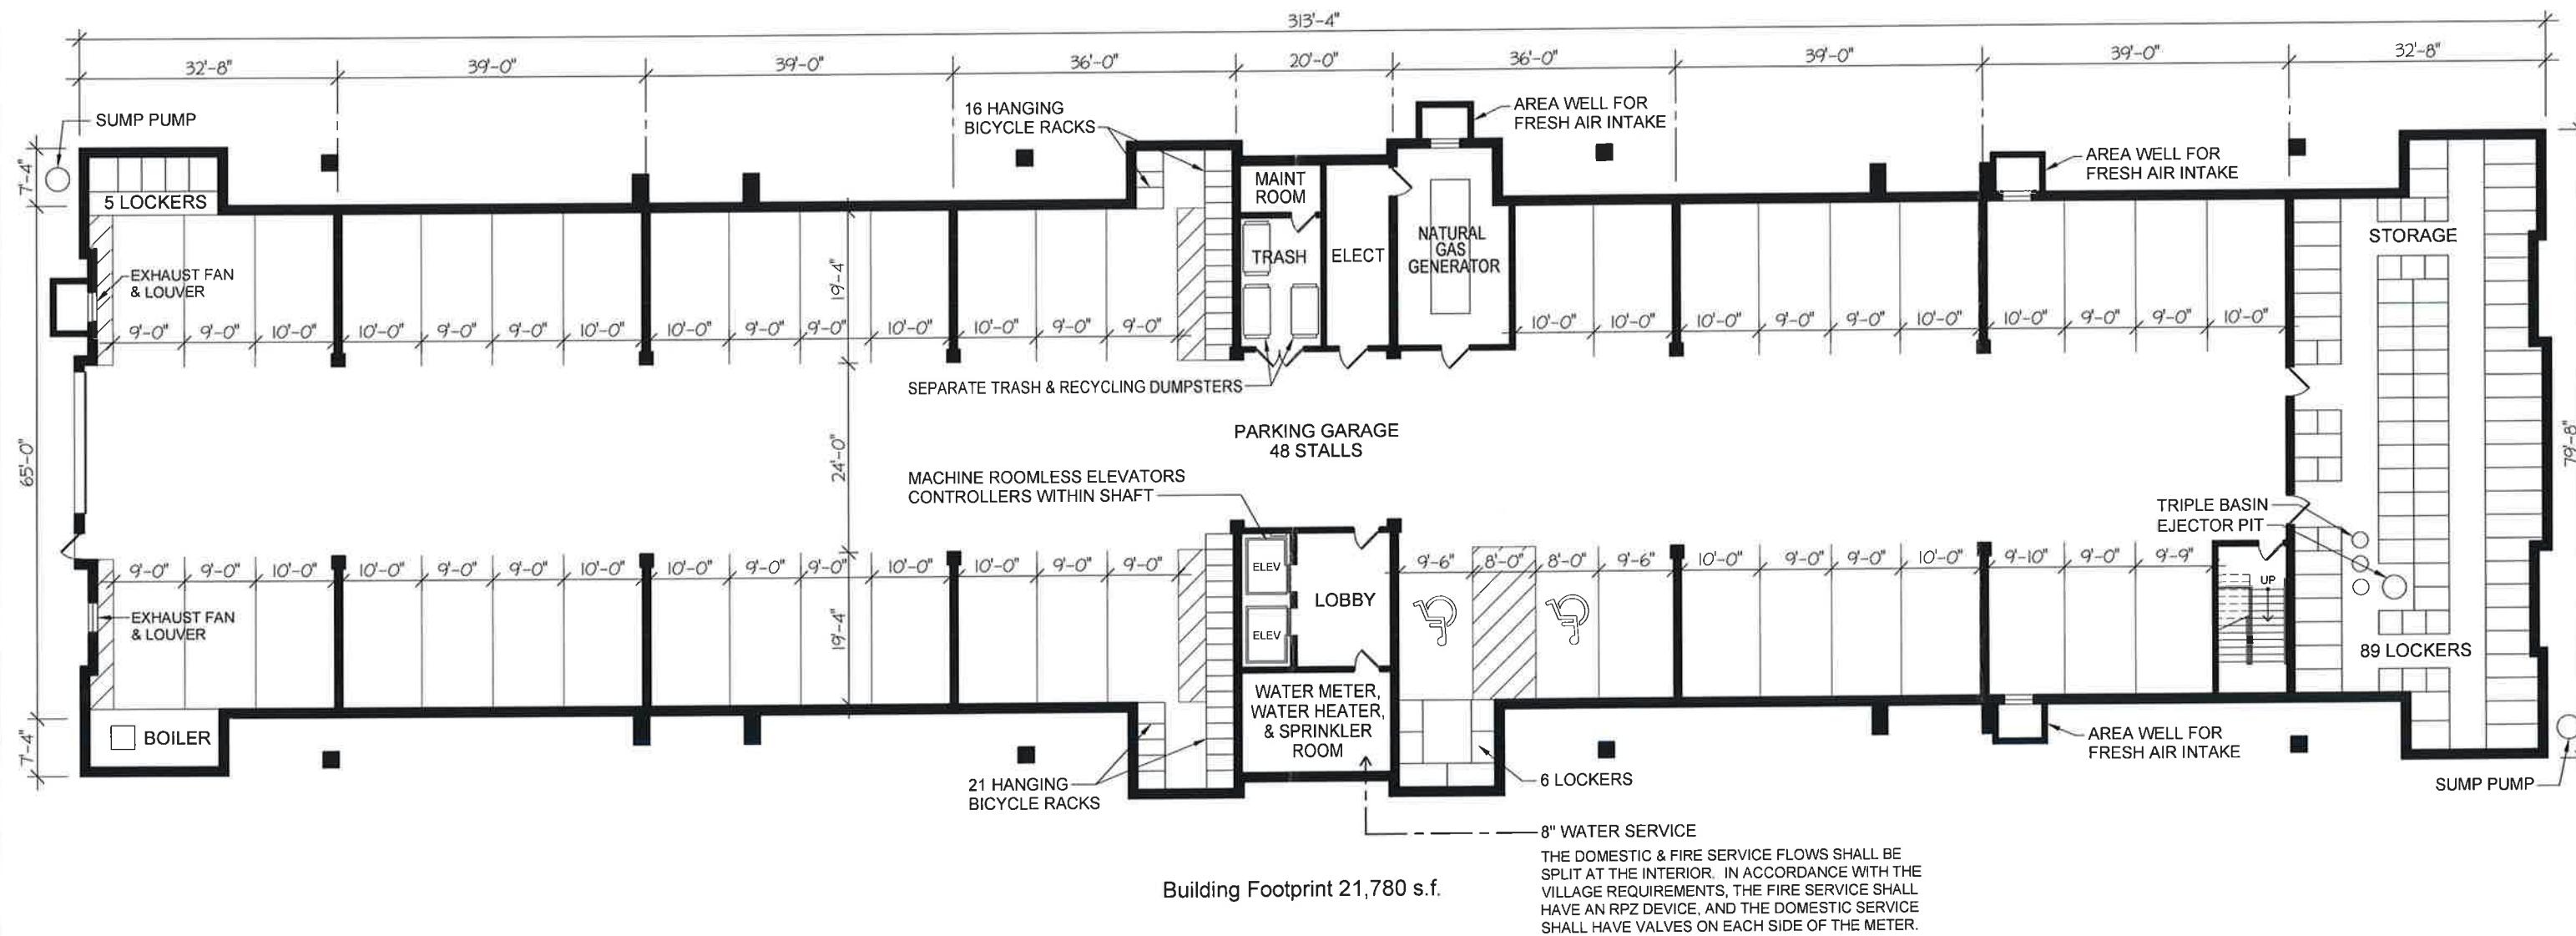 313'-4"
32'-8"
39'-0"
39'-0"
36'-0"
20'-0"
36'-0"
39'-0"
39'-0"
32'-8"
SUMP PUMP
16 HANGING
BICYCLE RACKS
AREA WELL FOR
FRESH AIR INTAKE
AREA WELL FOR
FRESH AIR INTAKE
7'-4"
5 LOCKERS
MAINT
ROOM
TRASH
ELECT
NATURAL
GAS
GENERATOR
STORAGE
EXHAUST FAN
& LOUVER
19'-4"
9'-0"
9'-0"
10'-0"
10'-0"
9'-0"
9'-0"
10'-0"
10'-0"
9'-0"
9'-0"
10'-0"
10'-0"
9'-0"
9'-0"
10'-0"
10'-0"
10'-0"
9'-0"
9'-0"
10'-0"
10'-0"
9'-0"
9'-0"
10'-0"
SEPARATE TRASH & RECYCLING DUMPSTERS
PARKING GARAGE
48 STALLS
65'-0"
24'-0"
79'-8"
MACHINE ROOMLESS ELEVATORS
CONTROLLERS WITHIN SHAFT
TRIPLE BASIN
EJECTOR PIT
9'-0"
9'-0"
10'-0"
10'-0"
9'-0"
9'-0"
10'-0"
10'-0"
9'-0"
9'-0"
10'-0"
10'-0"
9'-0"
9'-0"
ELEV
9'-6"
8'-0"
8'-0"
9'-6"
10'-0"
9'-0"
9'-0"
10'-0"
9'-10"
9'-0"
9'-9"
UP
EXHAUST FAN
& LOUVER
19'-4"
ELEV
LOBBY
89 LOCKERS
WATER METER,
WATER HEATER,
& SPRINKLER
ROOM
7'-4"
BOILER
AREA WELL FOR
FRESH AIR INTAKE
21 HANGING
BICYCLE RACKS
6 LOCKERS
SUMP PUMP
8" WATER SERVICE
THE DOMESTIC & FIRE SERVICE FLOWS SHALL BE
SPLIT AT THE INTERIOR. IN ACCORDANCE WITH THE
VILLAGE REQUIREMENTS, THE FIRE SERVICE SHALL
HAVE AN RPZ DEVICE, AND THE DOMESTIC SERVICE
SHALL HAVE VALVES ON EACH SIDE OF THE METER.
Building Footprint 21,780 s.f.